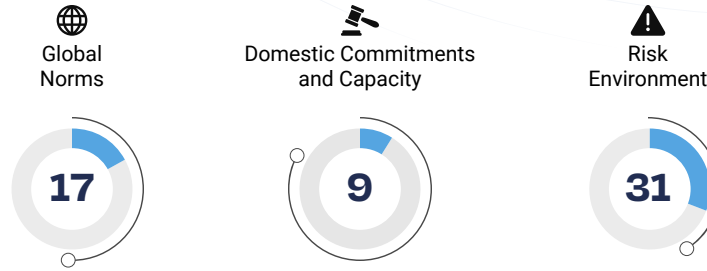 Global
Norms
17
Domestic Commitments
and Capacity
9
Risk
Environment
31